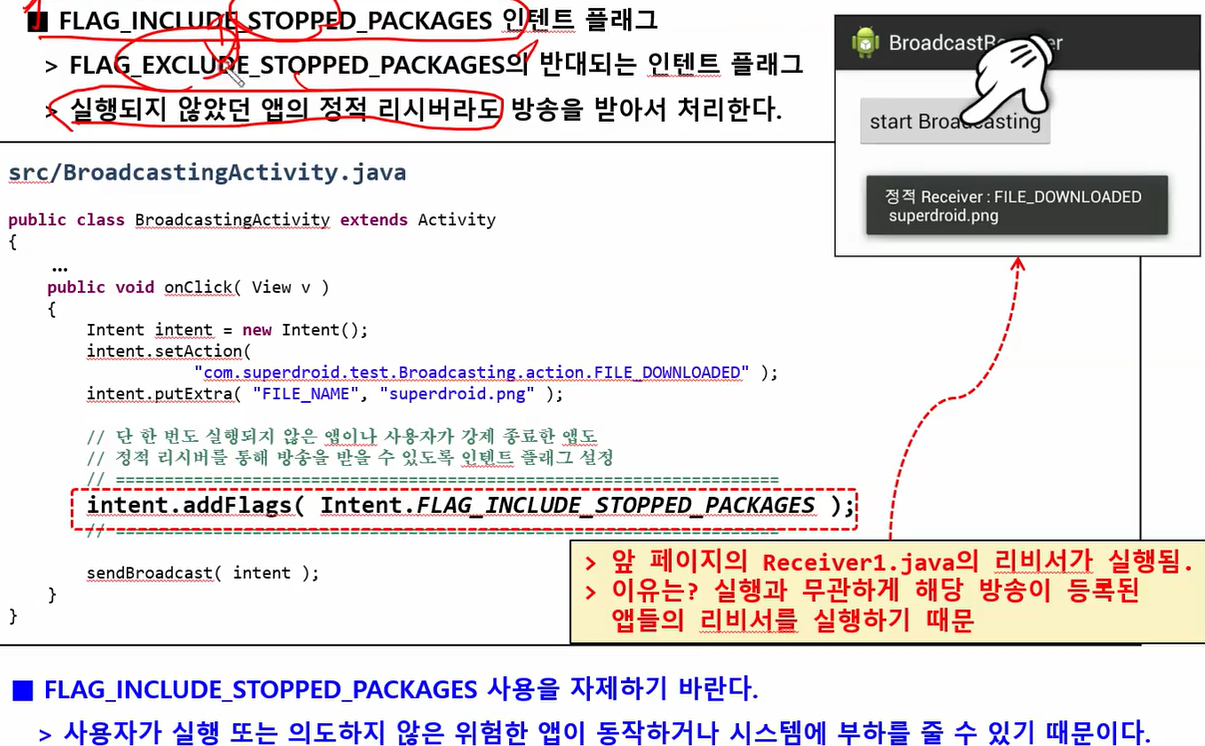 ■ FLAG_INCLUDE_STOPPED_PACKAGES 인텐트 플래그
> FLAG_EXCLUDE_STOPPED_PACKAGES의 반대되는 인텐트 플래그
> 실행되지 않았던 앱의 정적 리시버라도 방송을 받아서 처리한다.
start Broadcasting
정적 Receiver : FILE_DOWNLOADED
superdroid.png
src/BroadcastingActivity.java
public class BroadcastingActivity extends Activity
{
...
public void onClick( View v )
{
Intent intent = new Intent();
intent.setAction(
"com.superdroid.test.Broadcasting.action.FILE_DOWNLOADED" );
intent.putExtra( "FILE_NAME", "superdroid.png" );
// 단 한 번도 실행되지 않은 앱이나 사용자가 강제 종료한 앱도
// 정적 리시버를 통해 방송을 받을 수 있도록 인텐트 플래그 설정
// ====================================================================
intent.addFlags( Intent.FLAG_INCLUDE_STOPPED_PACKAGES );
// ====================================================================
sendBroadcast( intent );
}
}
> 앞 페이지의 Receiver1.java의 리비서가 실행됨.
> 이유는? 실행과 무관하게 해당 방송이 등록된
앱들의 리비서를 실행하기 때문
■ FLAG_INCLUDE_STOPPED_PACKAGES 사용을 자제하기 바란다.
> 사용자가 실행 또는 의도하지 않은 위험한 앱이 동작하거나 시스템에 부하를 줄 수 있기 때문이다.